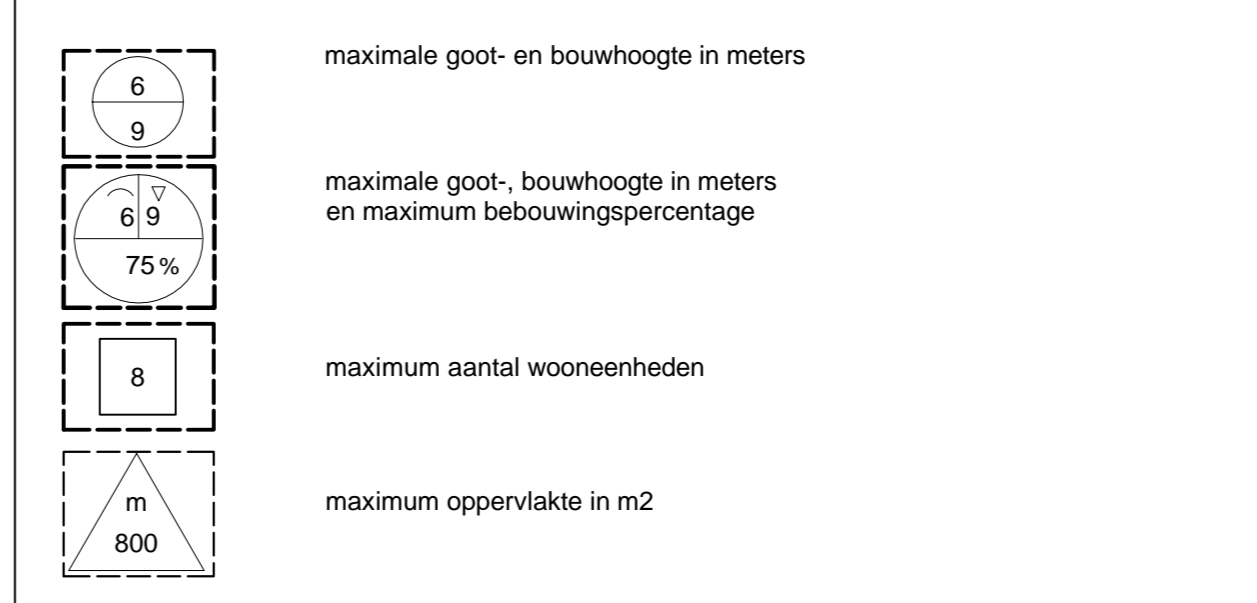 maximale goot- en bouwhoogte in meters
6
9
maximale goot-, bouwhoogte in meters
en maximum bebouwingspercentage
6 9
75%
maximum aantal wooneenheden
8
maximum oppervlakte in m2
m
800